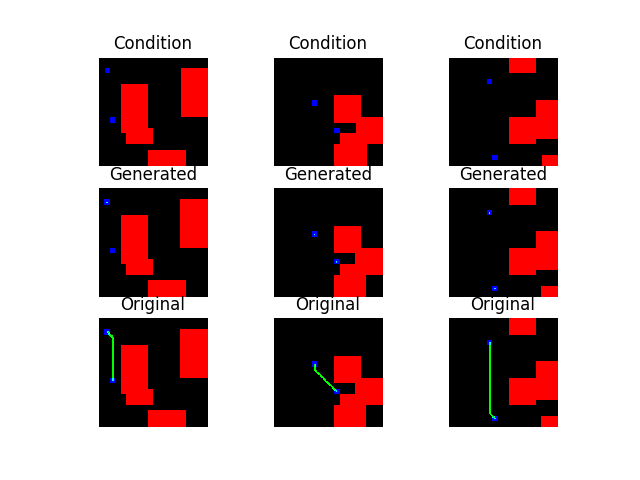 Condition Condition Condition
Generated Generated Generated
Original Original Original